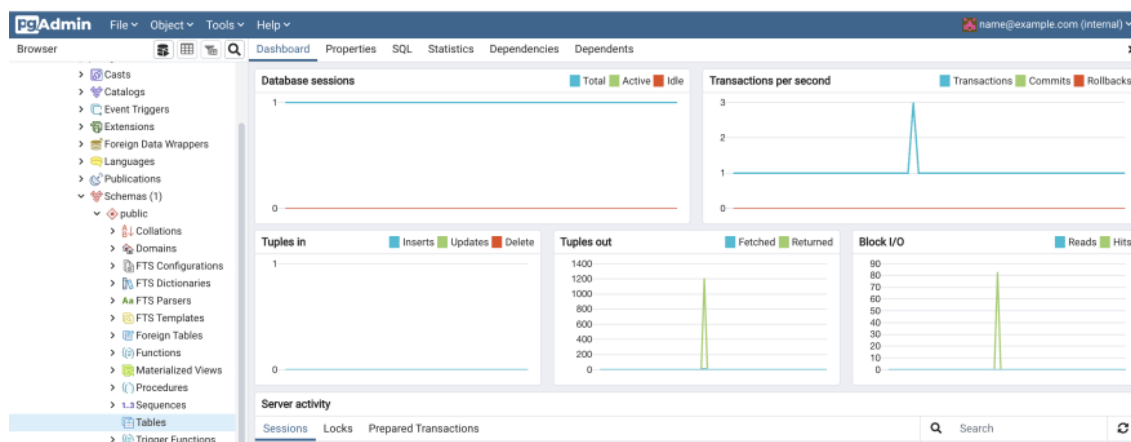 pgAdmin File Object Tools Help name@example.com (internal)
Browser Dashboard Properties SQL Statistics Dependencies Dependents
Casts
Catalogs
Event Triggers
Extensions
Foreign Data Wrappers
Languages
Publications
Schemas (1)
public
Collations
Domains
FTS Configurations
FTS Dictionaries
Aa FTS Parsers
FTS Templates
Foreign Tables
Functions
Materialized Views
Procedures
1..3 Sequences
Tables
Trigger Functions
Database sessions Total Active Idle
1
0
Transactions per second Transactions Commits Rollbacks
3
2
1
0
Tuples in Inserts Updates Delete
1
0
Tuples out Fetched Returned
1400
1200
1000
800
600
400
200
0
Block I/O Reads Hits
90
80
70
60
50
40
30
20
10
0
Server activity
Sessions Locks Prepared Transactions Search